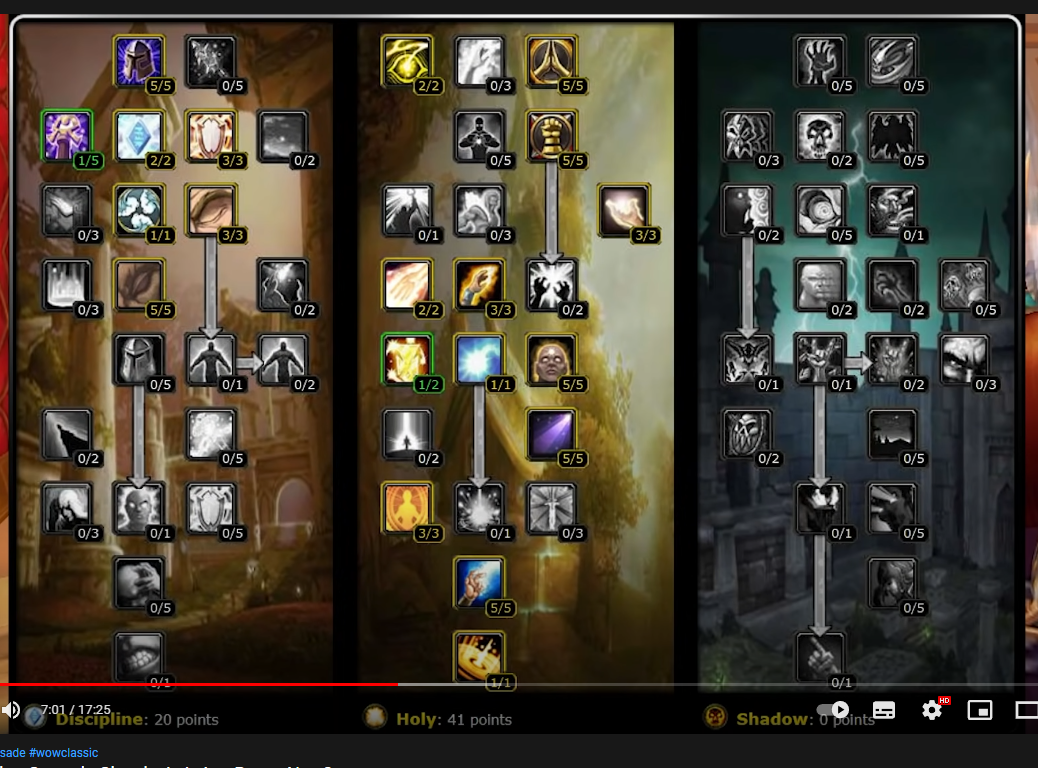 5/5 0/5 2/2 0/3 5/5 0/5 0/5
1/5 2/2 3/3 0/2 0/5 5/5 0/3 0/2 0/5
0/3 1/1 3/3 0/1 0/3 3/3 0/2 0/5 0/1
0/3 5/5 0/2 2/2 3/3 0/2 0/2 0/2 0/5
0/5 0/1 0/2 1/2 1/1 5/5 0/1 0/1 0/2 0/3
0/2 0/5 0/2 5/5 0/2 0/5
0/3 0/1 0/5 3/3 0/1 0/3 0/1 0/5
0/5 5/5 0/5
0/1 1/1 0/1
7:01 / 17:25
HD
Discipline: 20 points Holy: 41 points Shadow: 0 points
sade #wowclassic